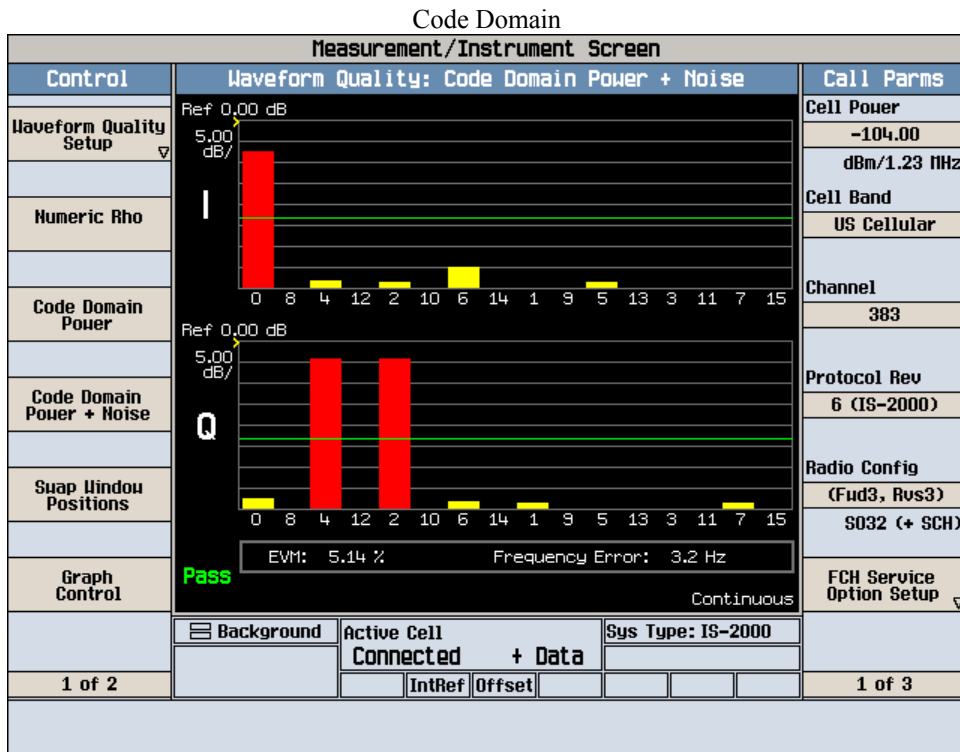 Code Domain
Measurement/Instrument Screen
Control
Waveform Quality: Code Domain Power + Noise
Call Parms
Waveform Quality
Setup
Numeric Rho
Code Domain
Power
Code Domain
Power + Noise
Swap Window
Positions
Graph
Control
1 of 2
Ref 0.00 dB
5.00
dB/
I
0 8 4 12 2 10 6 14 1 9 5 13 3 11 7 15
Ref 0.00 dB
5.00
dB/
Q
0 8 4 12 2 10 6 14 1 9 5 13 3 11 7 15
EVM: 5.14 % Frequency Error: 3.2 Hz
Pass
Continuous
Background
Active Cell
Connected + Data
Sys Type: IS-2000
IntRef Offset
Cell Power
-104.00
dBm/1.23 MHz
Cell Band
US Cellular
Channel
383
Protocol Rev
6 (IS-2000)
Radio Config
(Fwd3, Rvs3)
SO32 (+ SCH)
FCH Service
Option Setup
1 of 3